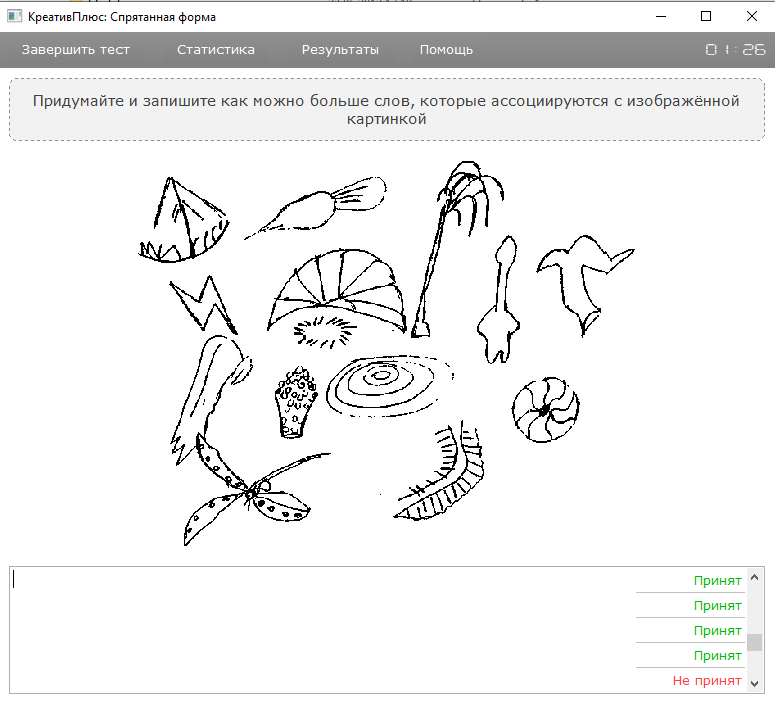 КреативПлюс: Спрятанная форма
Завершить тест Статистика Результаты Помощь 01:26
Придумайте и запишите как можно больше слов, которые ассоциируются с изображённой
картинкой
Принят
Принят
Принят
Принят
Не принят